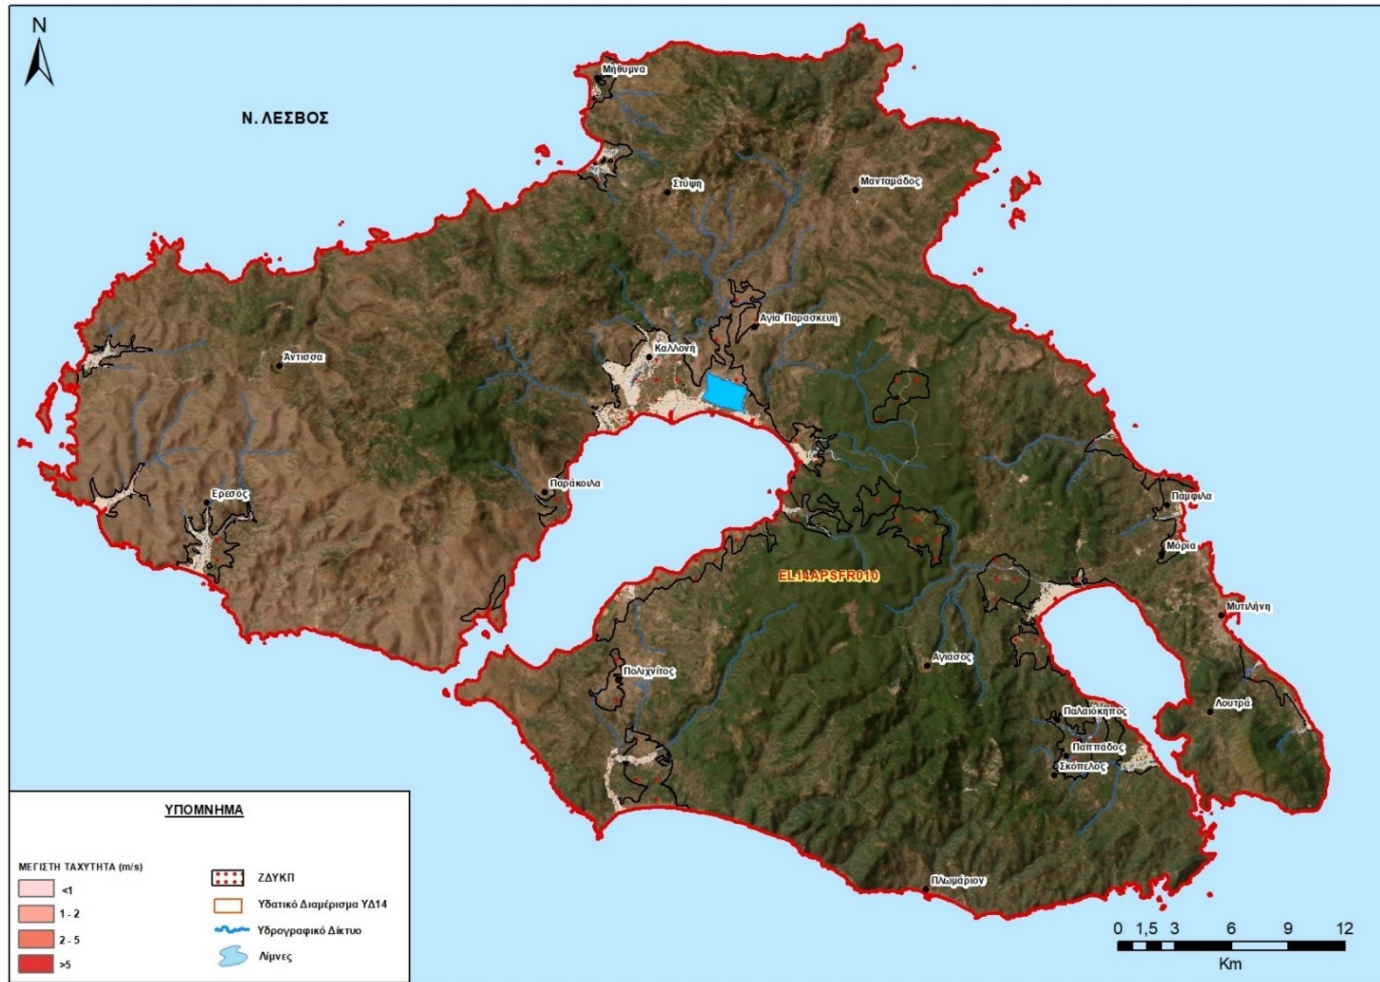 N
Ν. ΛΕΣΒΟΣ
Μήθυμνα
Στύψη
Μανταμάδος
Αγία Παρασκευή
Καλλονή
Άντισσα
Ερεσός
Παράκοιλα
Πάμφιλα
Μόρια
EL14APSFR010
Μυτιλήνη
Αγιάσος
Πολιχνίτος
Λουτρά
Παλαιόκηπος
Παππάδος
Σκόπελος
Πλωμάριον
ΥΠΟΜΝΗΜΑ
ΜΕΓΙΣΤΗ ΤΑΧΥΤΗΤΑ (m/s)
<1
1 - 2
2 - 5
>5
ΖΔΥΚΠ
Υδατικό Διαμέρισμα ΥΔ14
Υδρογραφικό Δίκτυο
Λίμνες
0 1,5 3 6 9 12
Km